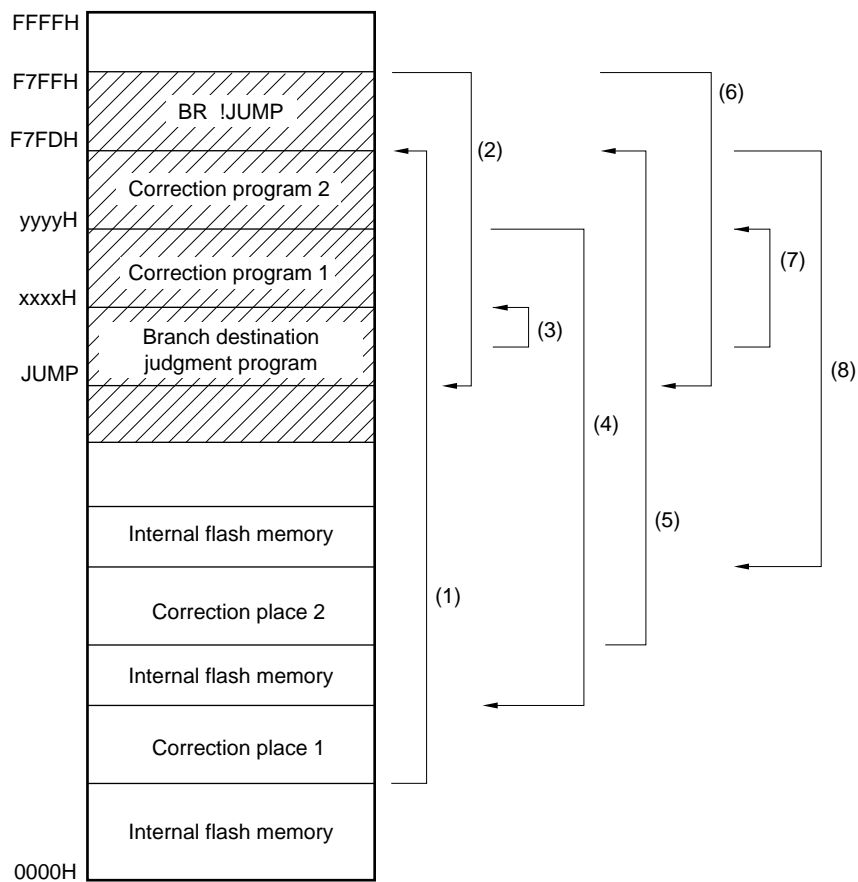 FFFFH
F7FFH
(6)
BR !JUMP
F7FDH
(2)
Correction program 2
yyyyH
(7)
Correction program 1
xxxxH
(3)
Branch destination
judgment program
JUMP
(8)
(4)
(5)
Internal flash memory
(1)
Correction place 2
Internal flash memory
Correction place 1
Internal flash memory
0000H